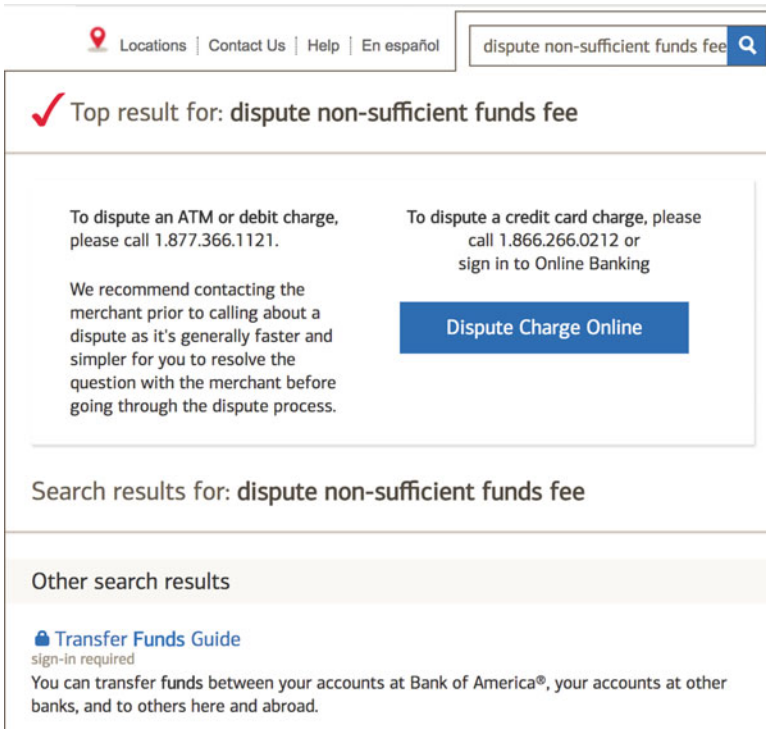 Locations | Contact Us | Help | En español
dispute non-sufficient funds fee
Top result for: dispute non-sufficient funds fee
To dispute an ATM or debit charge,
please call 1.877.366.1121.
We recommend contacting the
merchant prior to calling about a
dispute as it's generally faster and
simpler for you to resolve the
question with the merchant before
going through the dispute process.
To dispute a credit card charge, please
call 1.866.266.0212 or
sign in to Online Banking
Dispute Charge Online
Search results for: dispute non-sufficient funds fee
Other search results
Transfer Funds Guide
sign-in required
You can transfer funds between your accounts at Bank of America®, your accounts at other
banks, and to others here and abroad.